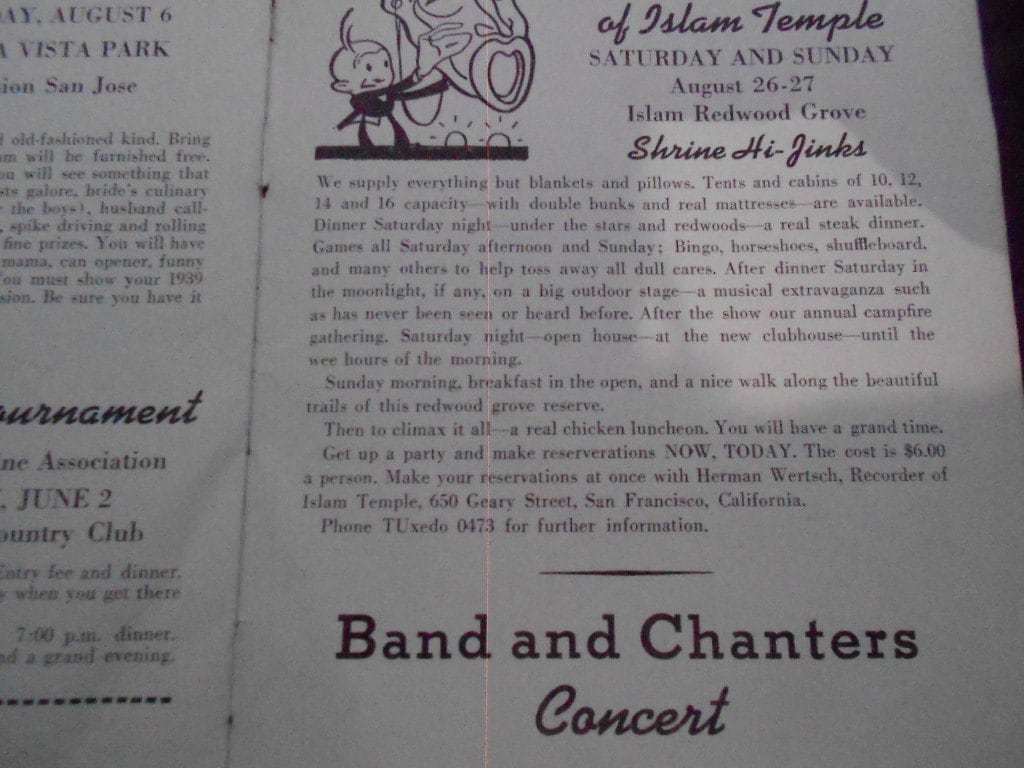 AY, AUGUST 6
A VISTA PARK
ion San Jose
old-fashioned kind. Bring
am will be furnished free.
ou will see something that
sts galore, bride's culinary
r the boys), husband call-
, spike driving and rolling
fine prizes. You will have
mama, can opener, funny
You must show your 1939
sion. Be sure you have it
ournament
ine Association
, JUNE 2
ountry Club
Entry fee and dinner.
y when you get there
7:00 p.m. dinner.
nd a grand evening.
of Islam Temple
SATURDAY AND SUNDAY
August 26-27
Islam Redwood Grove
Shrine Hi-Jinks
We supply everything but blankets and pillows. Tents and cabins of 10, 12,
14 and 16 capacity—with double bunks and real mattresses—are available.
Dinner Saturday night—under the stars and redwoods—a real steak dinner.
Games all Saturday afternoon and Sunday; Bingo, horseshoes, shuffleboard,
and many others to help toss away all dull cares. After dinner Saturday in
the moonlight, if any, on a big outdoor stage—a musical extravaganza such
as has never been seen or heard before. After the show our annual campfire
gathering. Saturday night—open house—at the new clubhouse—until the
wee hours of the morning.
Sunday morning, breakfast in the open, and a nice walk along the beautiful
trails of this redwood grove reserve.
Then to climax it all—a real chicken luncheon. You will have a grand time.
Get up a party and make reserverations NOW, TODAY. The cost is $6.00
a person. Make your reservations at once with Herman Wertsch, Recorder of
Islam Temple, 650 Geary Street, San Francisco, California.
Phone TUxedo 0473 for further information.
Band and Chanters
Concert